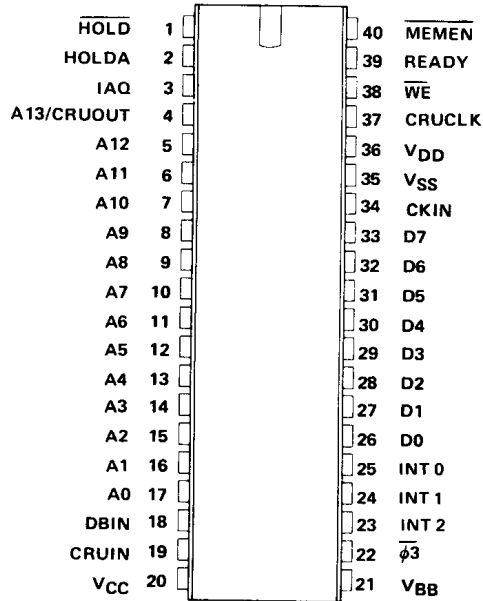 H̅O̅L̅D̅ 1
HOLDA 2
IAQ 3
A13/CRUOUT 4
A12 5
A11 6
A10 7
A9 8
A8 9
A7 10
A6 11
A5 12
A4 13
A3 14
A2 15
A1 16
A0 17
DBIN 18
CRUIN 19
VCC 20
40 M̅E̅M̅E̅N̅
39 READY
38 W̅E̅
37 CRUCLK
36 VDD
35 VSS
34 CKIN
33 D7
32 D6
31 D5
30 D4
29 D3
28 D2
27 D1
26 D0
25 INT 0
24 INT 1
23 INT 2
22 ϕ̅3̅
21 VBB